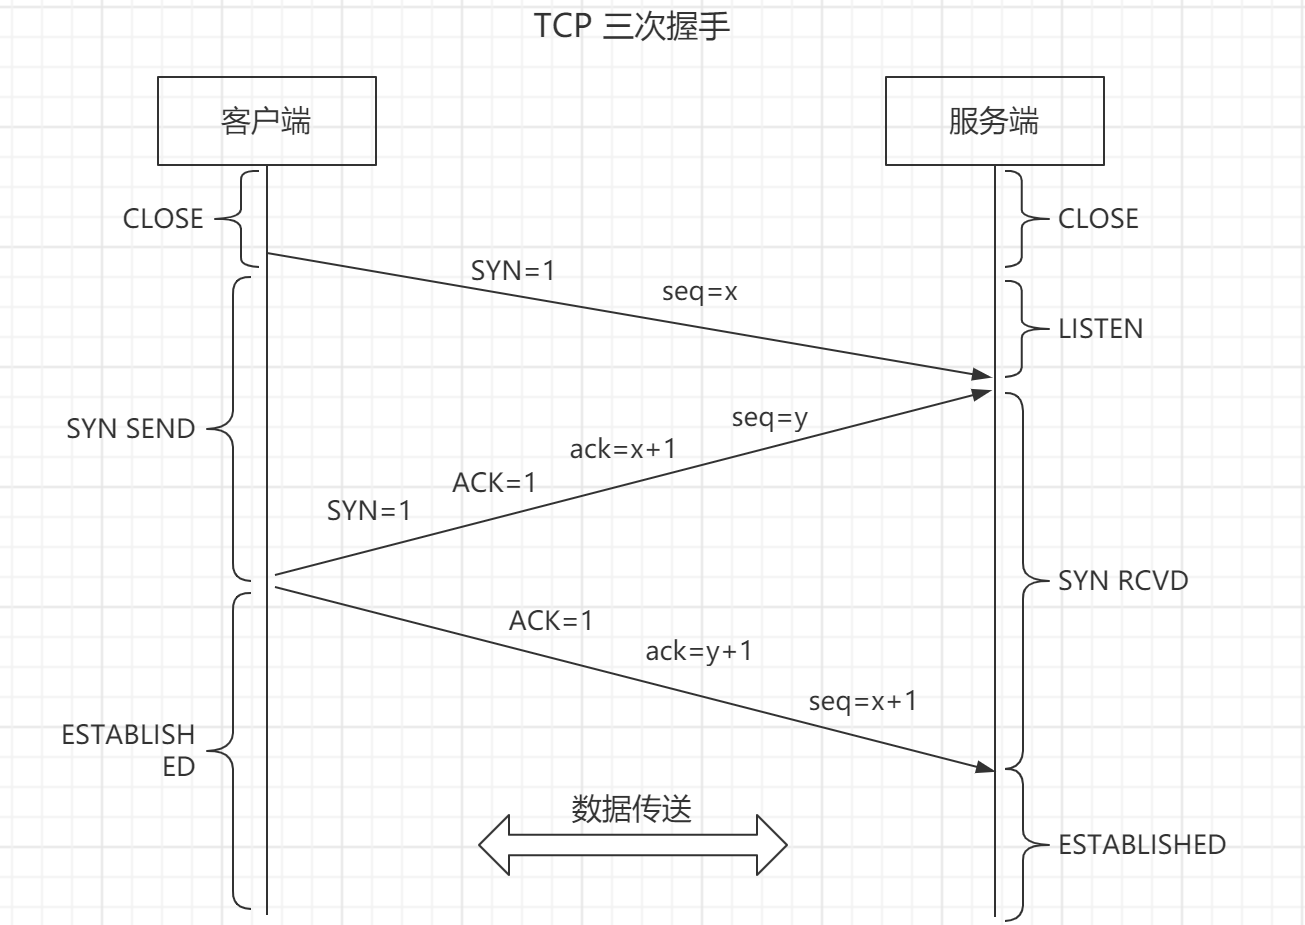 TCP 三次握手
客户端
服务端
CLOSE
CLOSE
SYN=1
seq=x
LISTEN
SYN SEND
seq=y
ack=x+1
ACK=1
SYN=1
SYN RCVD
ACK=1
ack=y+1
seq=x+1
ESTABLISH
ED
数据传送
ESTABLISHED